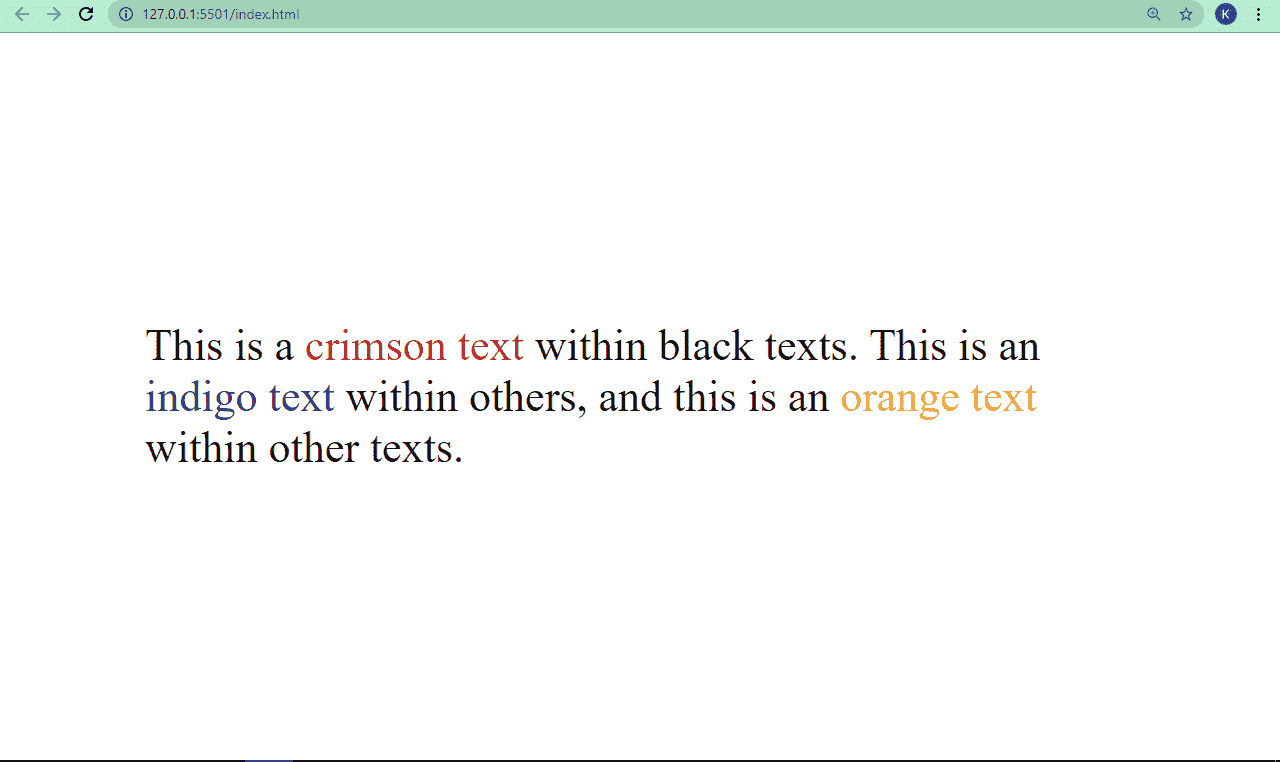 127.0.0.1:5501/index.html
K
This is a crimson text within black texts. This is an
indigo text within others, and this is an orange text
within other texts.